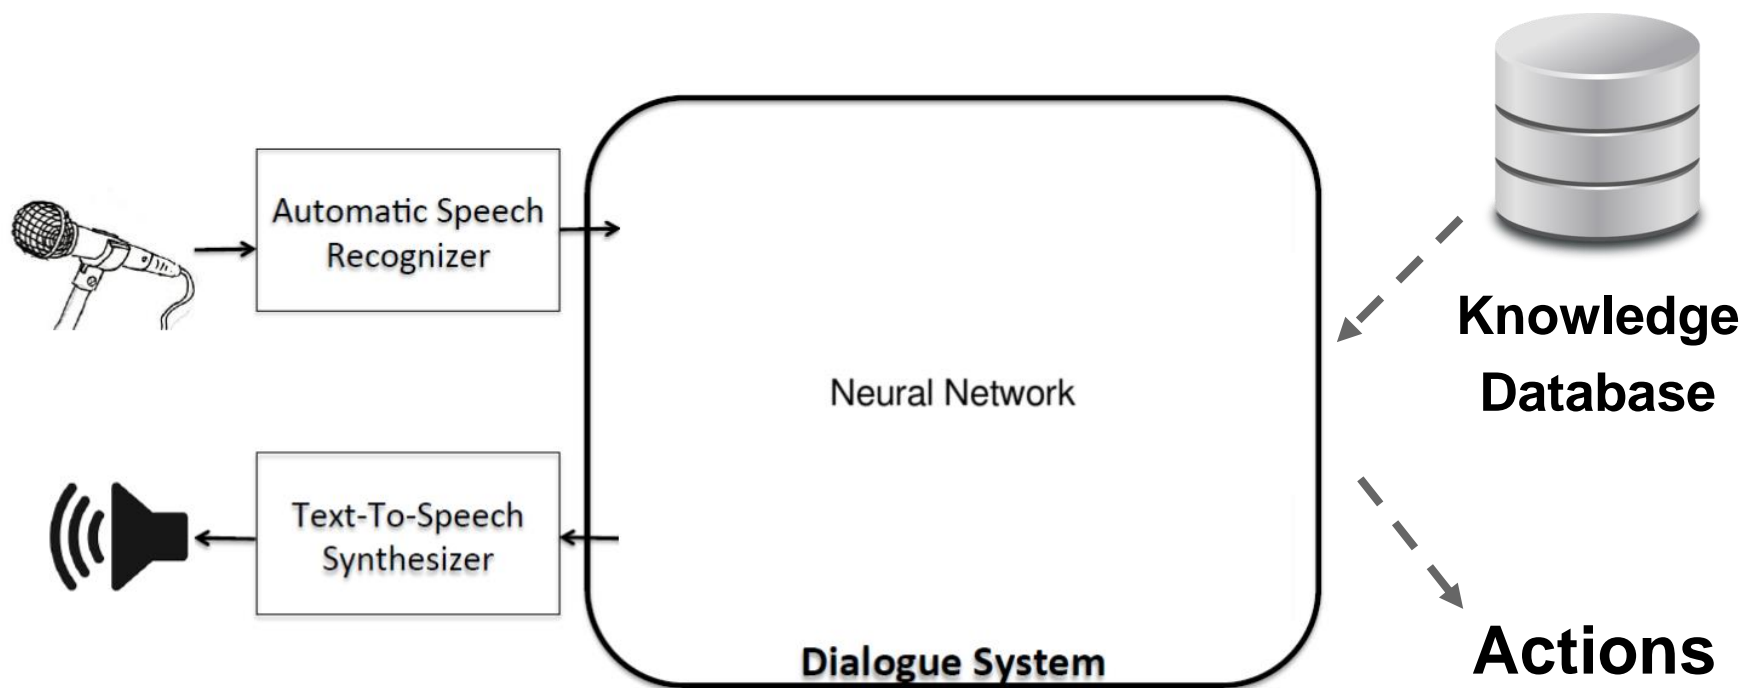 Automatic Speech
Recognizer
Knowledge
Database
Neural Network
Text-To-Speech
Synthesizer
Dialogue System
Actions